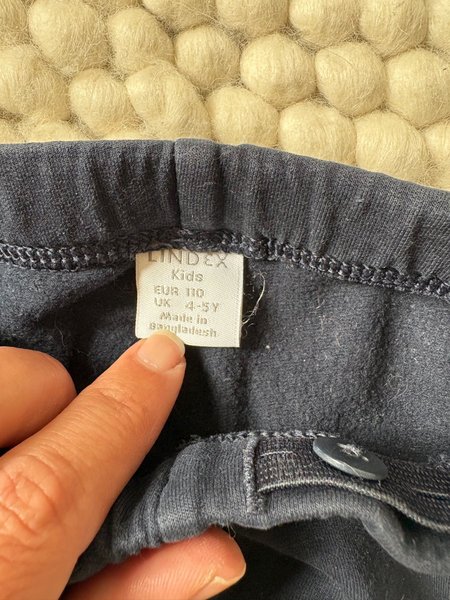 LINDEX
Kids
EUR 110
UK 4-5Y
Made in
Bangladesh